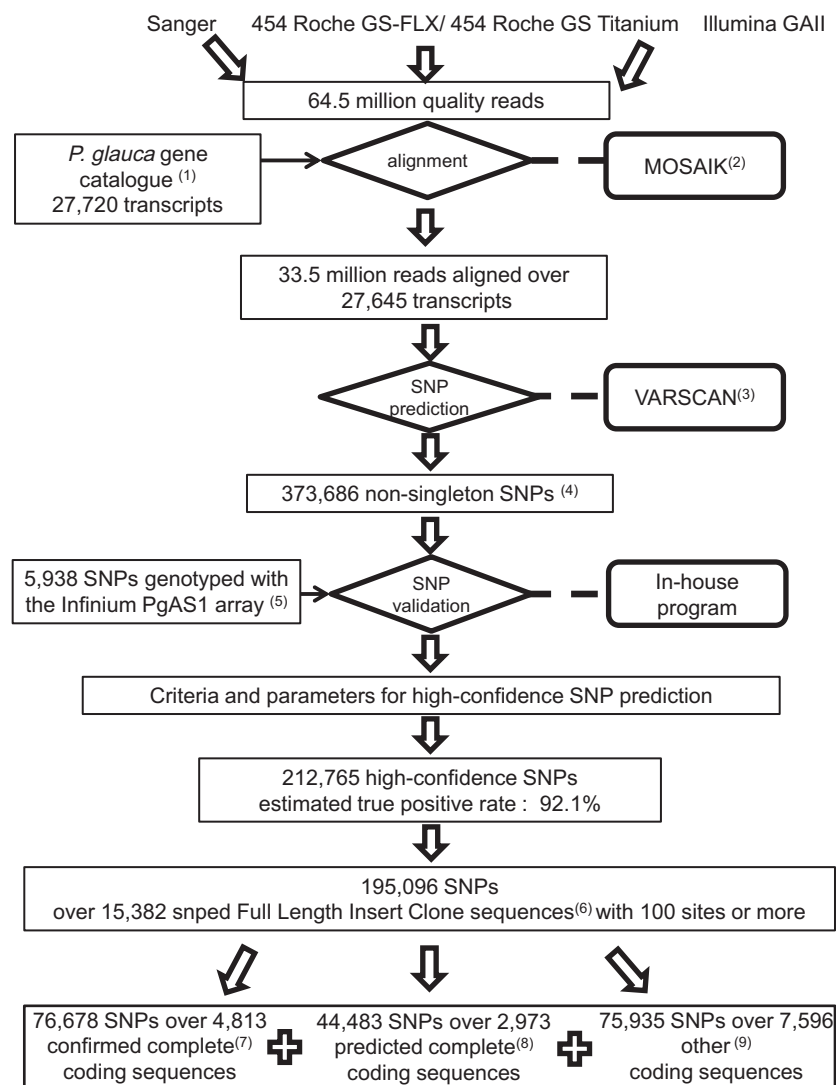 Sanger 454 Roche GS-FLX/ 454 Roche GS Titanium Illumina GAII
64.5 million quality reads
P. glauca gene
catalogue (1)
27,720 transcripts
alignment
MOSAIK(2)
33.5 million reads aligned over
27,645 transcripts
SNP
prediction
VARSCAN(3)
373,686 non-singleton SNPs (4)
5,938 SNPs genotyped with
the Infinium PgAS1 array (5)
SNP
validation
In-house
program
Criteria and parameters for high-confidence SNP prediction
212,765 high-confidence SNPs
estimated true positive rate : 92.1%
195,096 SNPs
over 15,382 snped Full Length Insert Clone sequences(6) with 100 sites or more
76,678 SNPs over 4,813
confirmed complete(7)
coding sequences
44,483 SNPs over 2,973
predicted complete(8)
coding sequences
75,935 SNPs over 7,596
other (9)
coding sequences